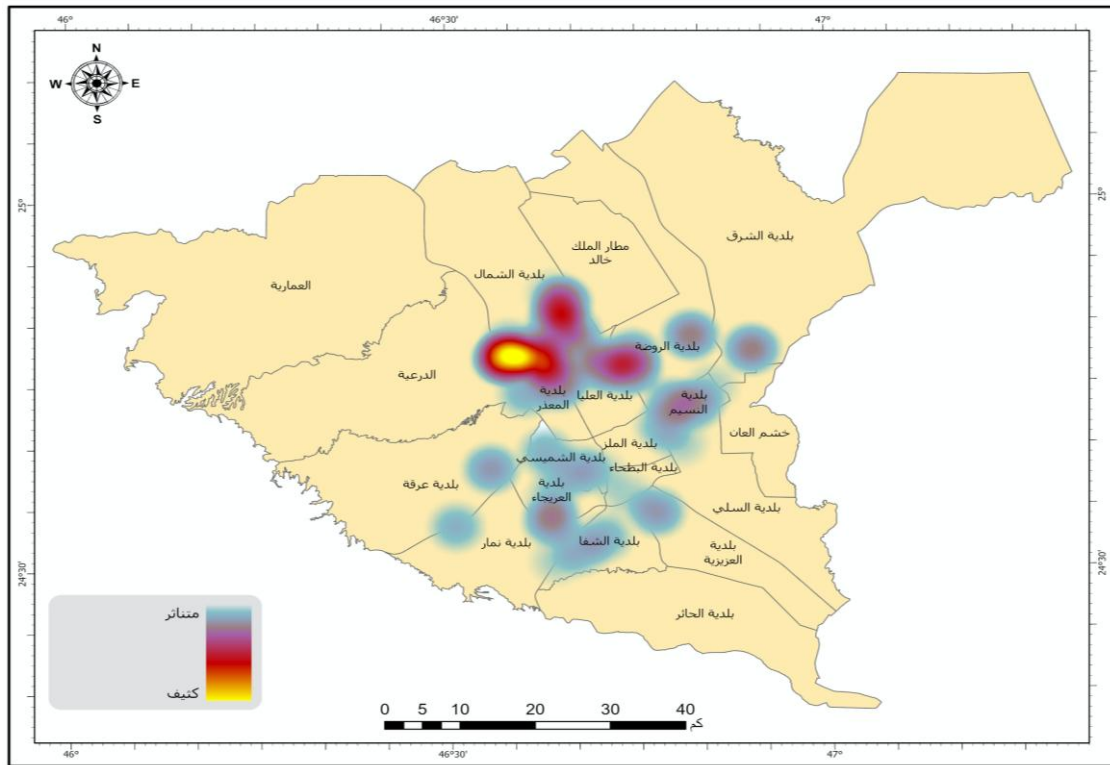 46°
46°30'
47°
N
W
E
S
25°
25°
مطار الملك
خالد
بلدية الشرق
بلدية الشمال
العمارية
بلدية الروضة
الدرعية
بلدية
المعذر
بلدية العليا
بلدية
النسيم
خشم العان
بلدية الملز
بلدية الشميسي
بلدية البطحاء
بلدية عرقة
بلدية
العريجاء
بلدية السلي
بلدية نمار
بلدية الشفا
بلدية
العزيزية
24°30'
24°30'
بلدية الحائر
متناثر
كثيف
0 5 10 20 30 40
كم
46°
46°30'
47°